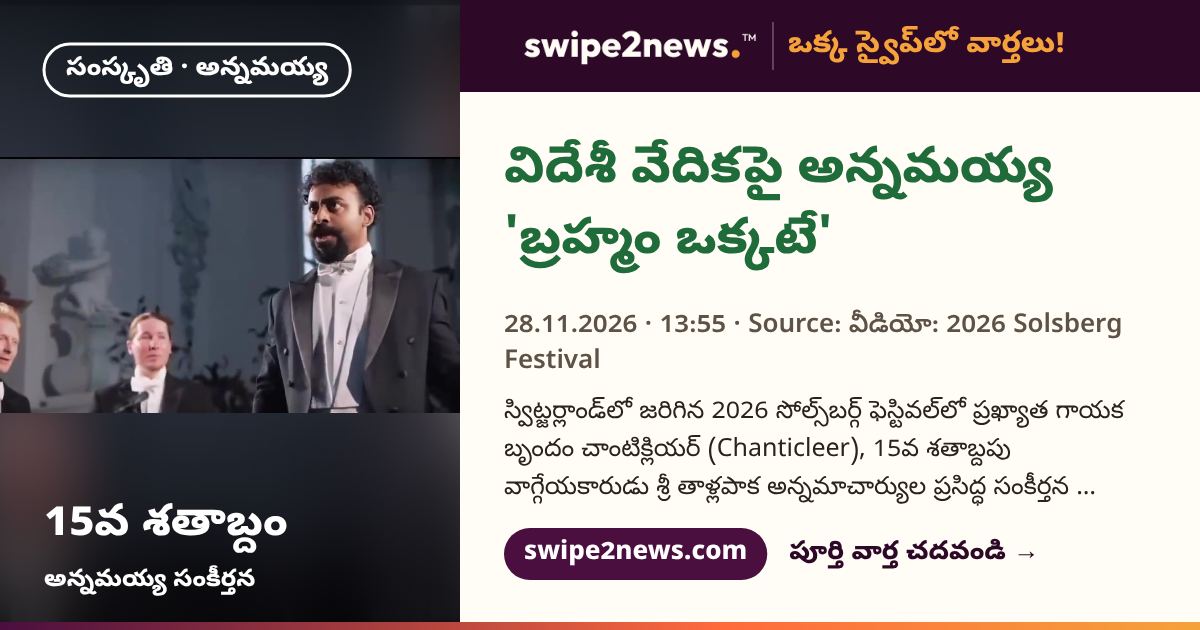 సంస్కృతి · అన్నమయ్య
swipe2news.™ ఒక్క స్వైప్‌లో వార్తలు!
విదేశీ వేదికపై అన్నమయ్య
'బ్రహ్మం ఒక్కటే'
28.11.2026 · 13:55 · Source: వీడియో: 2026 Solsberg
Festival
స్విట్జర్లాండ్‌లో జరిగిన 2026 సోల్స్‌బర్గ్ ఫెస్టివల్‌లో ప్రఖ్యాత గాయక
బృందం చాంటిక్లియర్ (Chanticleer), 15వ శతాబ్దపు
వాగ్గేయకారుడు శ్రీ తాళ్లపాక అన్నమాచార్యుల ప్రసిద్ధ సంకీర్తన ...
15వ శతాబ్దం
అన్నమయ్య సంకీర్తన
swipe2news.com పూర్తి వార్త చదవండి →